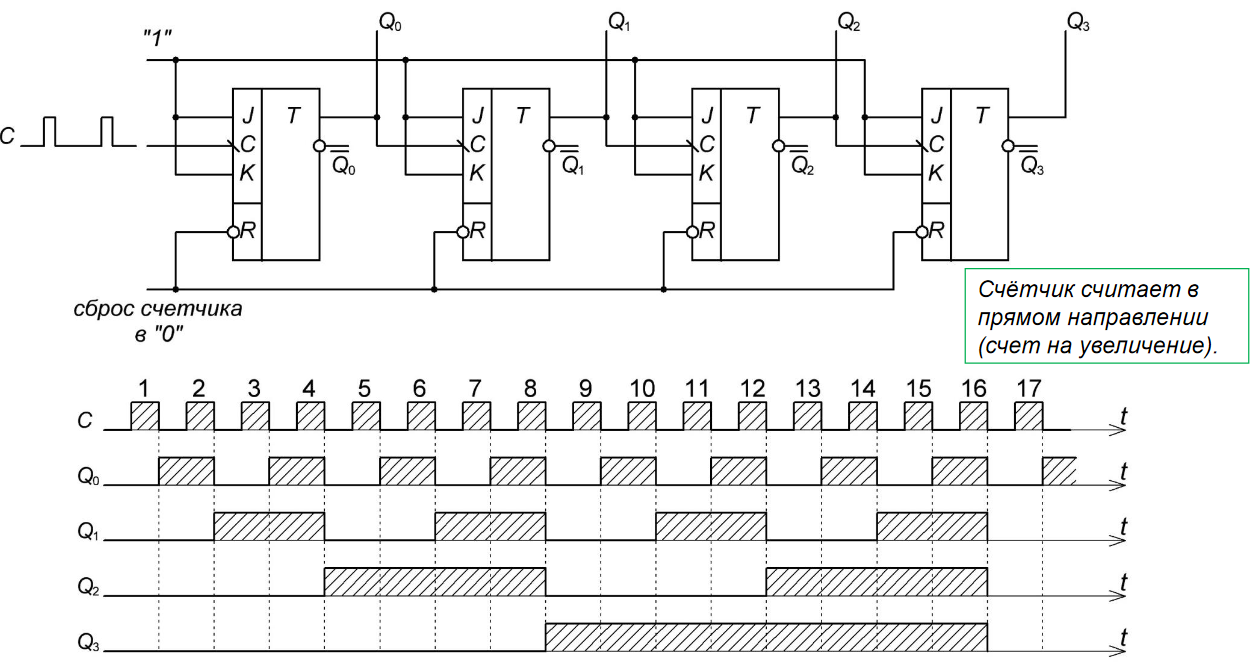 Q0 Q1 Q2 Q3
"1"
J T J T J T J T
C C C C C
K Q̅0 K Q̅1 K Q̅2 K Q̅3
R R R R
сброс счетчика
в "0"
Счётчик считает в
прямом направлении
(счет на увеличение).
1 2 3 4 5 6 7 8 9 10 11 12 13 14 15 16 17
C t
Q0 t
Q1 t
Q2 t
Q3 t